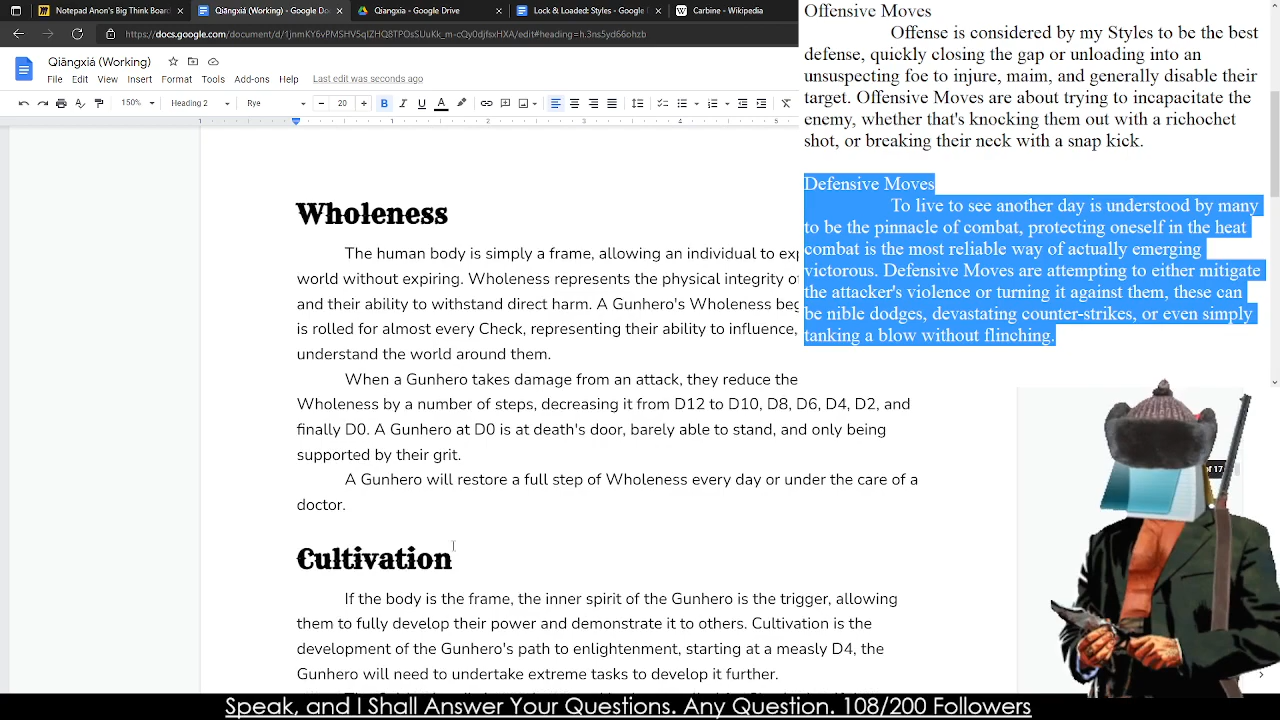 Notepad Anon's Big Think Board
Qiāngxiá (Working) - Google Doc
Qiangxia - Google Drive
Lock & Loaded: Styles - Google D
Carbine - Wikipedia
https://docs.google.com/document/d/1jnmKY6vPMSHV5qIZHQ8TPOsSUuKk_m-cQy0djfsxHXA/edit#heading=h.3ns5yd66ohzb
Qiāngxiá (Working)
File Edit View Insert Format Tools Add-ons Help Last edit was seconds ago
150% Heading 2 Rye 20 B I U A
1 1 2 3 4 5
Wholeness
The human body is simply a frame, allowing an individual to exp
world without expiring. Wholeness represents the physical integrity of
and their ability to withstand direct harm. A Gunhero's Wholeness beg
is rolled for almost every Check, representing their ability to influence,
understand the world around them.
When a Gunhero takes damage from an attack, they reduce the
Wholeness by a number of steps, decreasing it from D12 to D10, D8, D6, D4, D2, and
finally D0. A Gunhero at D0 is at death's door, barely able to stand, and only being
supported by their grit.
A Gunhero will restore a full step of Wholeness every day or under the care of a
doctor.
Cultivation
If the body is the frame, the inner spirit of the Gunhero is the trigger, allowing
them to fully develop their power and demonstrate it to others. Cultivation is the
development of the Gunhero's path to enlightenment, starting at a measly D4, the
Gunhero will need to undertake extreme tasks to develop it further.
Offensive Moves
Offense is considered by my Styles to be the best
defense, quickly closing the gap or unloading into an
unsuspecting foe to injure, maim, and generally disable their
target. Offensive Moves are about trying to incapacitate the
enemy, whether that's knocking them out with a richochet
shot, or breaking their neck with a snap kick.
Defensive Moves
To live to see another day is understood by many
to be the pinnacle of combat, protecting oneself in the heat
combat is the most reliable way of actually emerging
victorous. Defensive Moves are attempting to either mitigate
the attacker's violence or turning it against them, these can
be nible dodges, devastating counter-strikes, or even simply
tanking a blow without flinching.
of 17
Speak, and I Shall Answer Your Questions. Any Question. 108/200 Followers